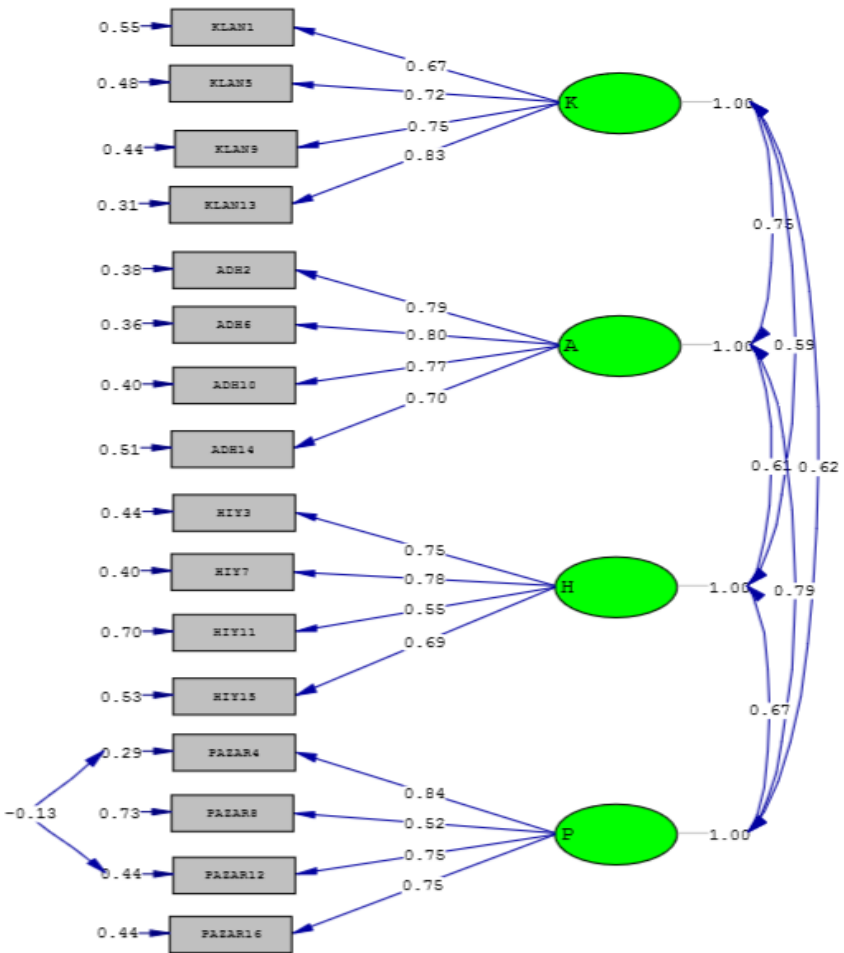 0.55 KLAN1
0.67
0.48 KLAN5
0.72
K 1.00
0.75
0.44 KLAN9
0.83
0.31 KLAN13
0.75
0.38 ADH2
0.79
0.36 ADH6
0.80
A 1.00 0.59
0.77
0.40 ADH10
0.70
0.51 ADH14
0.61 0.62
0.44 HIY3
0.75
0.40 HIY7
0.78
H 1.00 0.79
0.55
0.70 HIY11
0.69
0.53 HIY15
0.67
0.29 PAZAR4
0.84
-0.13 0.73 PAZAR8
0.52
P 1.00
0.75
0.44 PAZAR12
0.75
0.44 PAZAR16